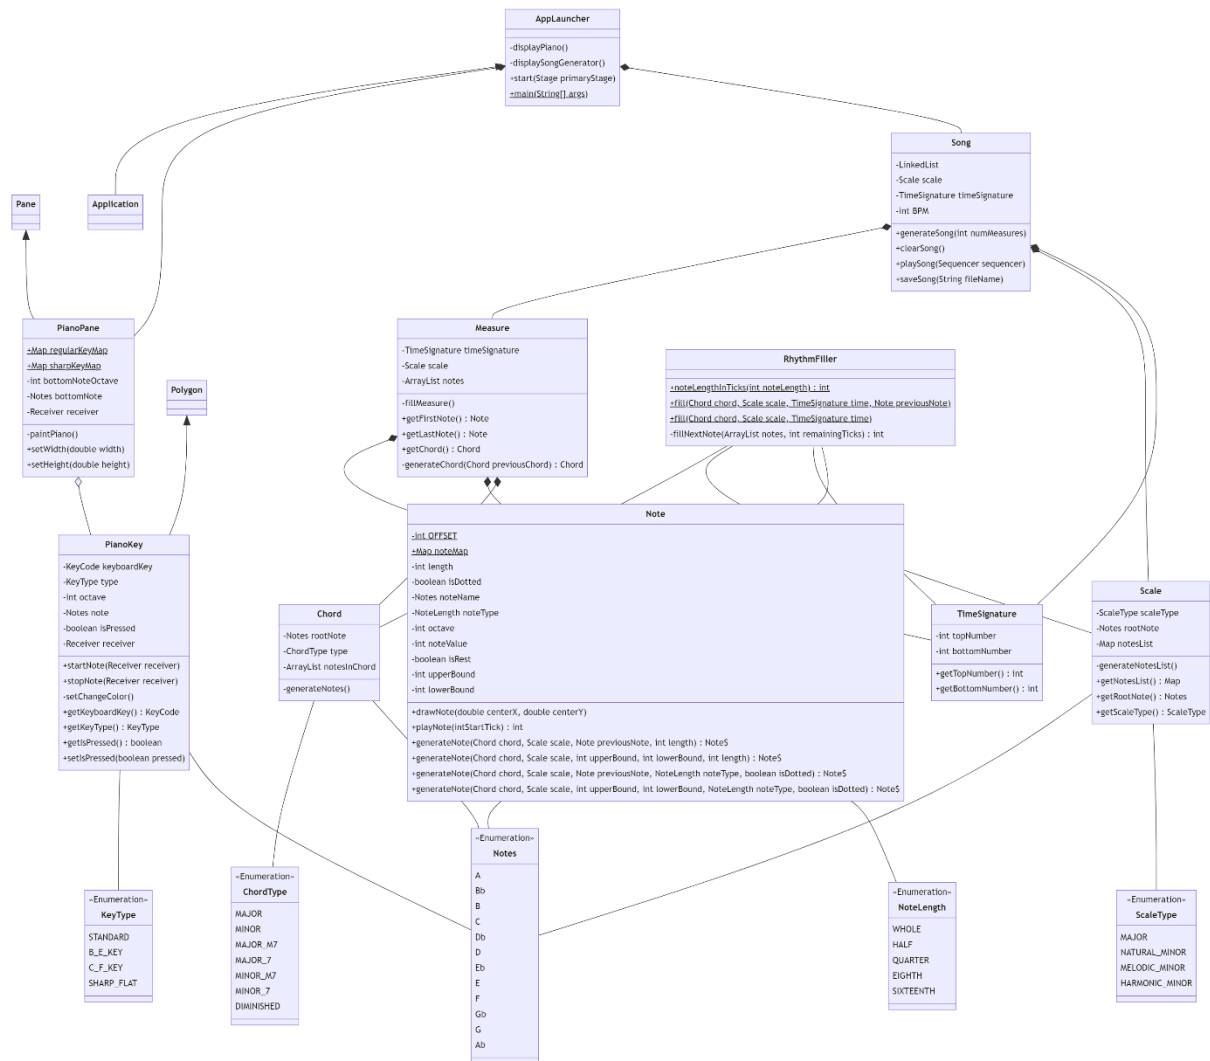 AppLauncher
-displayPiano()
-displaySongGenerator()
+start(Stage primaryStage)
+main(String[] args)
Song
-LinkedList
-Scale scale
-TimeSignature timeSignature
-int BPM
+generateSong(int numMeasures)
+clearSong()
+playSong(Sequencer sequencer)
+saveSong(String fileName)
Pane
Application
PianoPane
+Map regularKeyMap
+Map sharpKeyMap
-int bottomNoteOctave
-Notes bottomNote
-Receiver receiver
-paintPiano()
+setWidth(double width)
+setHeight(double height)
Measure
-TimeSignature timeSignature
-Scale scale
-ArrayList notes
-fillMeasure()
+getFirstNote() : Note
+getLastNote() : Note
+getChord() : Chord
-generateChord(Chord previousChord) : Chord
RhythmFiller
+noteLengthInTicks(int noteLength) : int
+fill(Chord chord, Scale scale, TimeSignature time, Note previousNote)
+fill(Chord chord, Scale scale, TimeSignature time)
-fillNextNote(ArrayList notes, int remainingTicks) : int
Polygon
PianoKey
-KeyCode keyboardKey
-KeyType type
-int octave
-Notes note
-boolean isPressed
-Receiver receiver
+startNote(Receiver receiver)
+stopNote(Receiver receiver)
-setChangeColor()
+getKeyboardKey() : KeyCode
+getKeyType() : KeyType
+getIsPressed() : boolean
+setIsPressed(boolean pressed)
Chord
-Notes rootNote
-ChordType type
-ArrayList notesInChord
-generateNotes()
Note
-int OFFSET
+Map noteMap
-int length
-boolean isDotted
-Notes noteName
-NoteLength noteType
-int octave
-int noteValue
-boolean isRest
-int upperBound
-int lowerBound
+drawNote(double centerX, double centerY)
+playNote(intStartTick) : int
+generateNote(Chord chord, Scale scale, Note previousNote, int length) : Note$
+generateNote(Chord chord, Scale scale, int upperBound, int lowerBound, int length) : Note$
+generateNote(Chord chord, Scale scale, Note previousNote, NoteLength noteType, boolean isDotted) : Note$
+generateNote(Chord chord, Scale scale, int upperBound, int lowerBound, NoteLength noteType, boolean isDotted) : Note$
TimeSignature
-int topNumber
-int bottomNumber
+getTopNumber() : int
+getBottomNumber() : int
Scale
-ScaleType scaleType
-Notes rootNote
-Map notesList
-generateNotesList()
+getNotesList() : Map
+getRootNote() : Notes
+getScaleType() : ScaleType
«Enumeration»
KeyType
STANDARD
B_E_KEY
C_F_KEY
SHARP_FLAT
«Enumeration»
ChordType
MAJOR
MINOR
MAJOR_M7
MAJOR_7
MINOR_M7
MINOR_7
DIMINISHED
«Enumeration»
Notes
A
Bb
B
C
Db
D
Eb
E
F
Gb
G
Ab
«Enumeration»
NoteLength
WHOLE
HALF
QUARTER
EIGHTH
SIXTEENTH
«Enumeration»
ScaleType
MAJOR
NATURAL_MINOR
MELODIC_MINOR
HARMONIC_MINOR